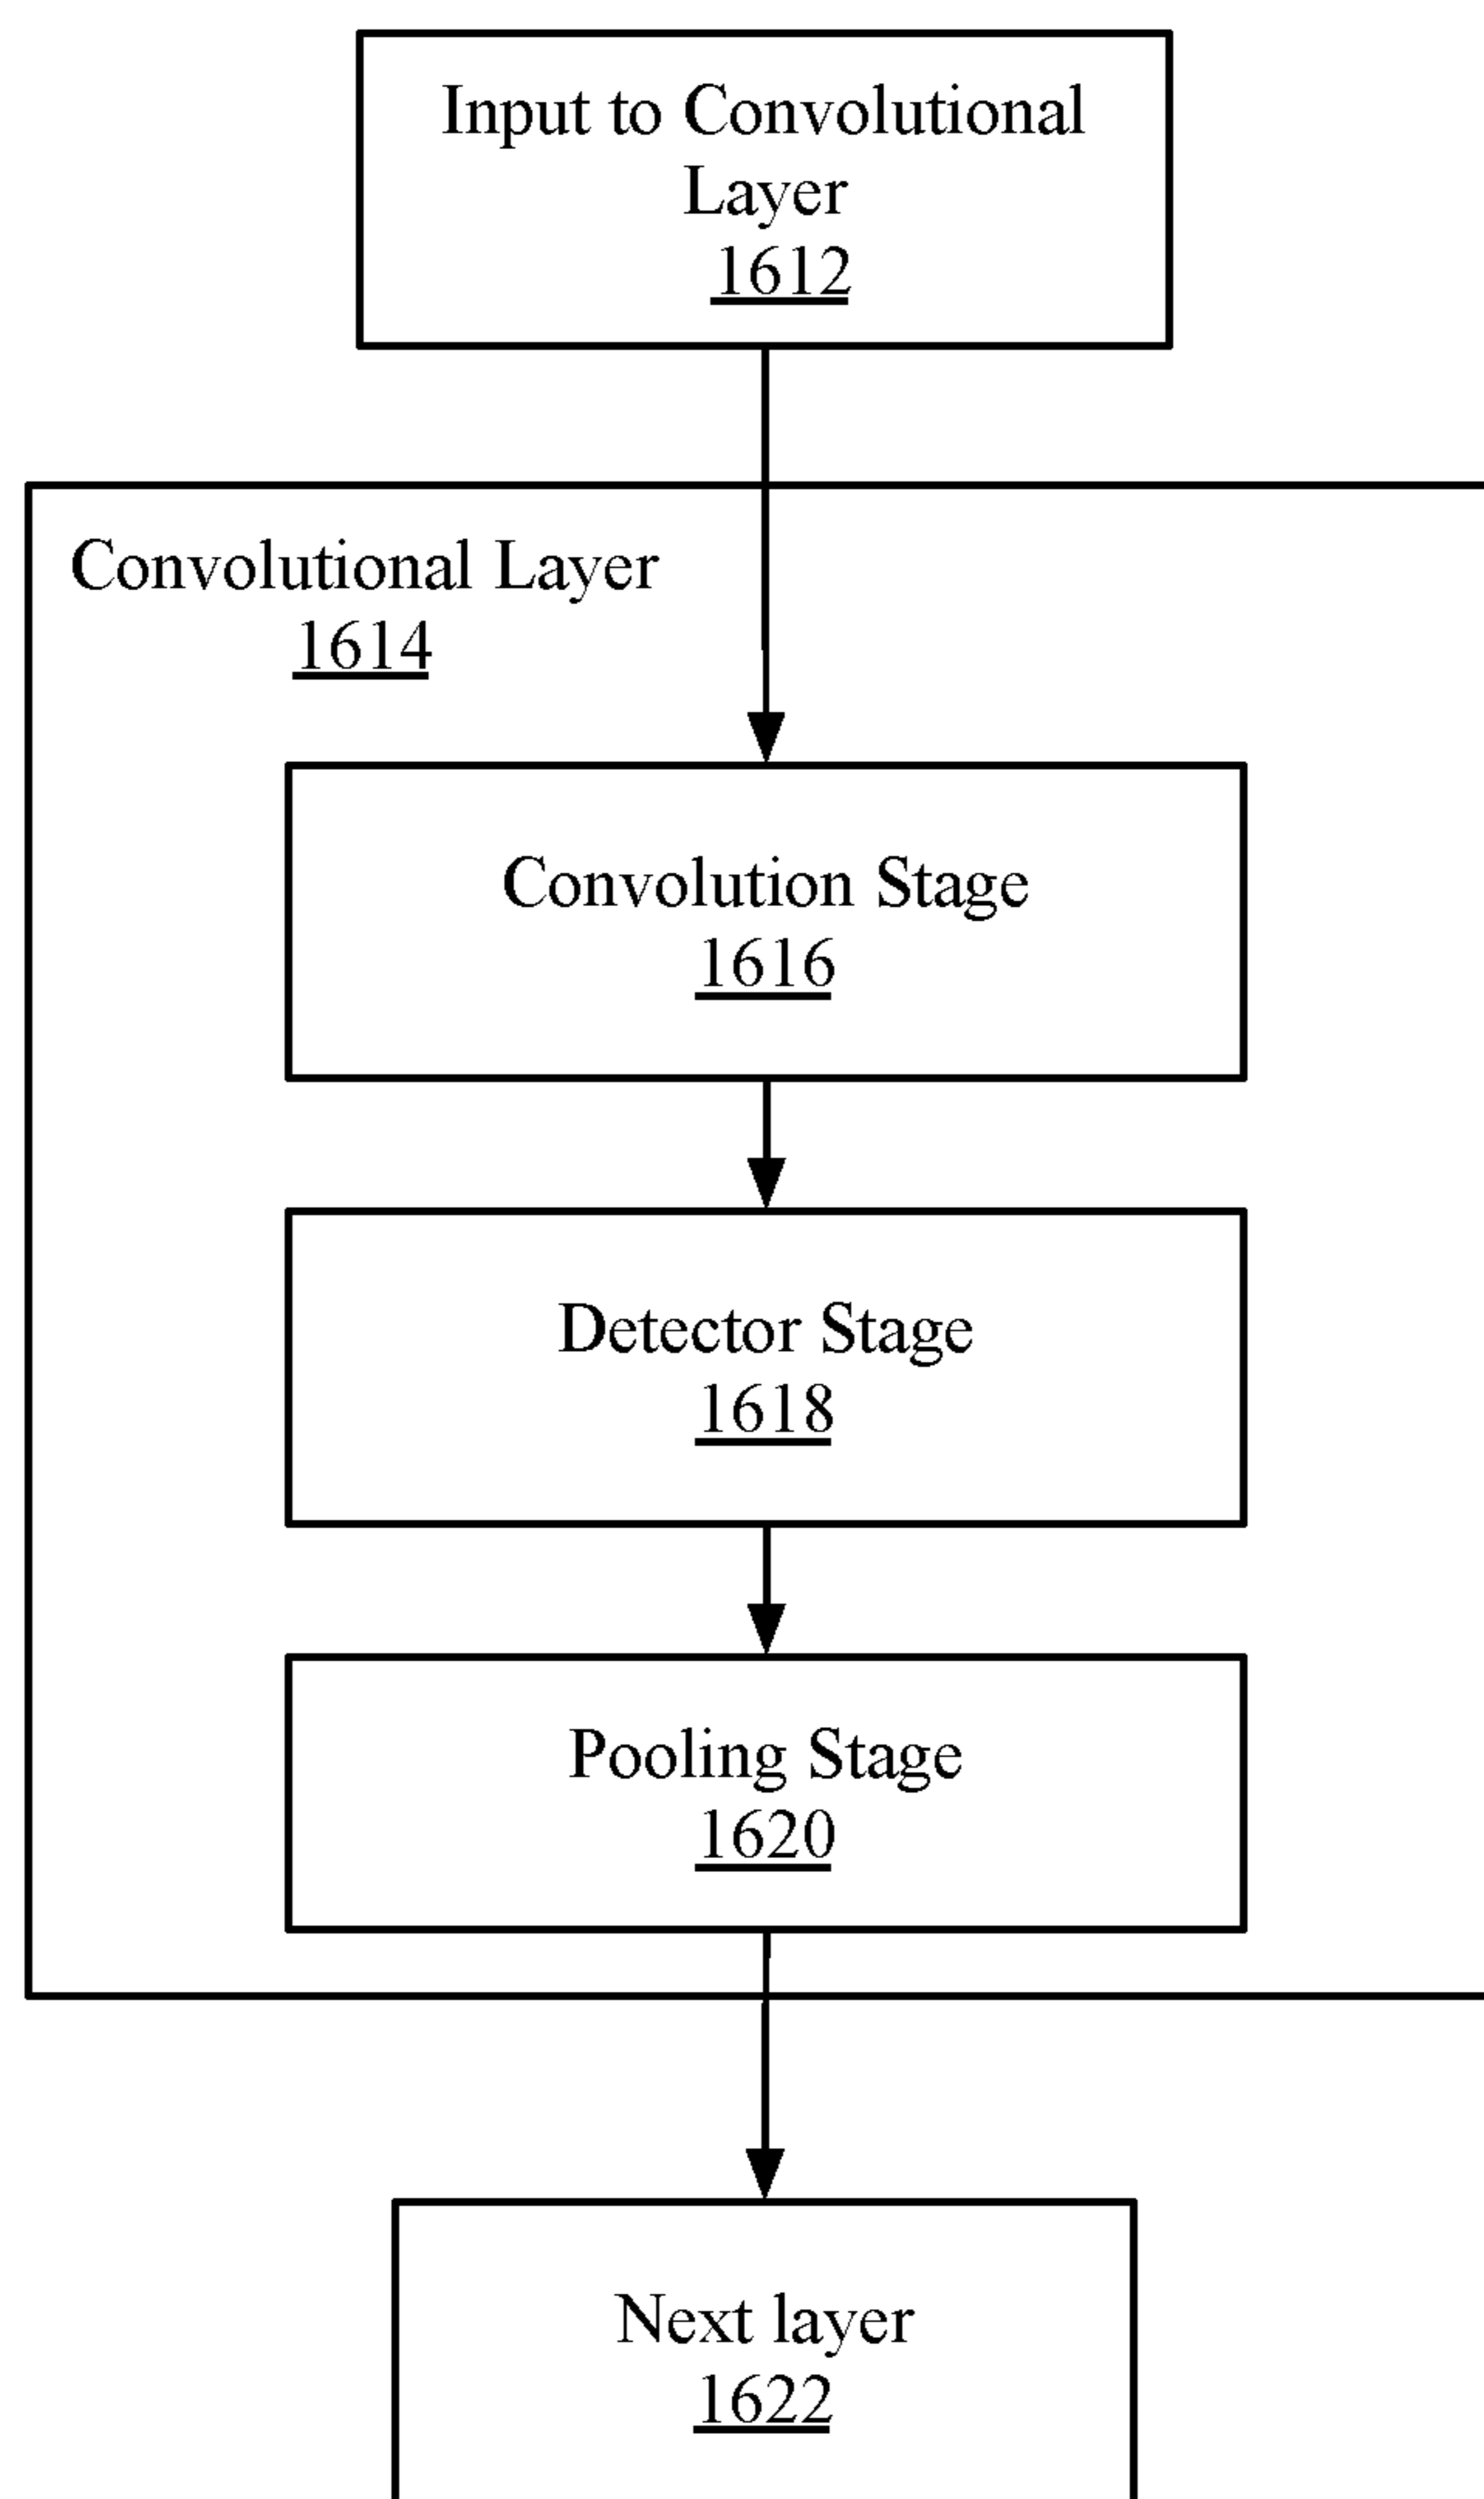 Input to Convolutional
Layer
1612
Convolutional Layer
1614
Convolution Stage
1616
Detector Stage
1618
Pooling Stage
1620
Next layer
1622